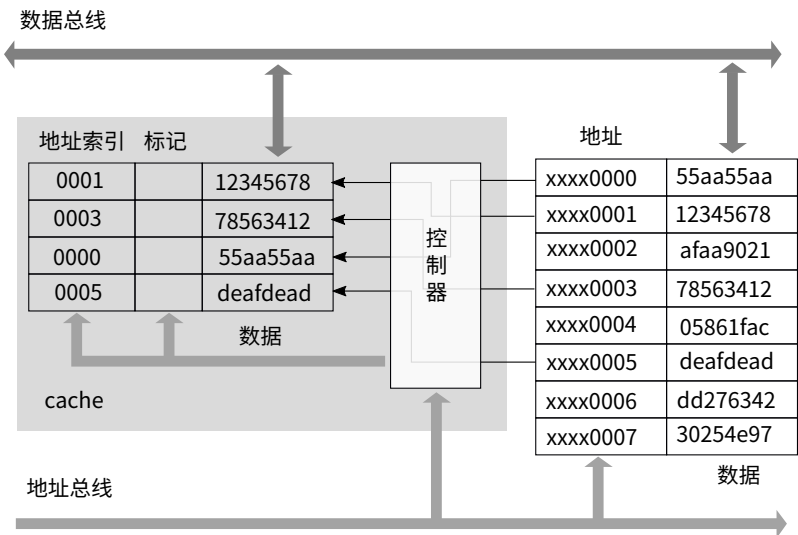 数据总线
地址索引 标记
0001 12345678
0003 78563412
0000 55aa55aa
0005 deafdead
数据
cache
控
制
器
地址
xxxx0000 55aa55aa
xxxx0001 12345678
xxxx0002 afaa9021
xxxx0003 78563412
xxxx0004 05861fac
xxxx0005 deafdead
xxxx0006 dd276342
xxxx0007 30254e97
数据
地址总线